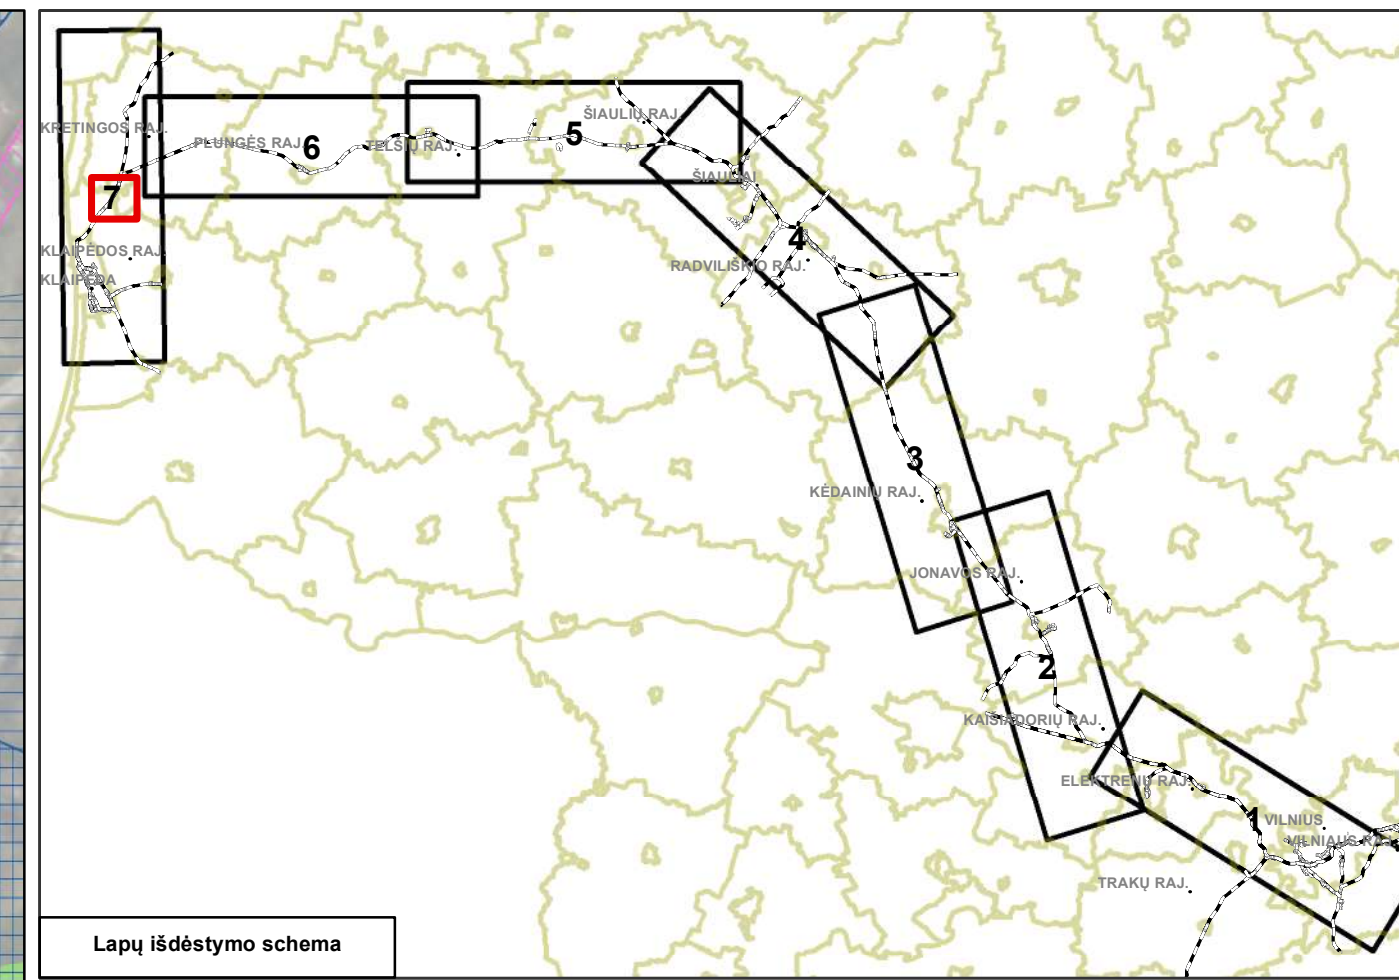 KRETINGOS RAJ.
PLUNGĖS RAJ.
6
TELŠIŲ RAJ.
5
ŠIAULIŲ RAJ.
ŠIAULIAI
7
KLAIPĖDOS RAJ.
KLAIPĖDA
4
RADVILIŠKIO RAJ.
3
KĖDAINIŲ RAJ.
JONAVOS RAJ.
2
KAIŠIADORIŲ RAJ.
ELEKTRĖNŲ RAJ.
1
VILNIUS
VILNIAUS RAJ.
TRAKŲ RAJ.
Lapų išdėstymo schema